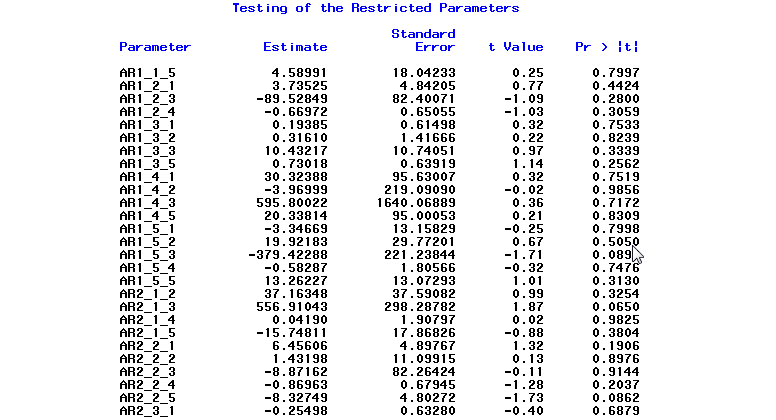 Testing of the Restricted Parameters
Standard
Parameter Estimate Error t Value Pr > |t|
AR1_1_5 4.58991 18.04233 0.25 0.7997
AR1_2_1 3.73525 4.84205 0.77 0.4424
AR1_2_3 -89.52849 82.40071 -1.09 0.2800
AR1_2_4 -0.66972 0.65055 -1.03 0.3059
AR1_3_1 0.19385 0.61498 0.32 0.7533
AR1_3_2 0.31610 1.41666 0.22 0.8239
AR1_3_3 10.43217 10.74051 0.97 0.3339
AR1_3_5 0.73018 0.63919 1.14 0.2562
AR1_4_1 30.32388 95.63007 0.32 0.7519
AR1_4_2 -3.96999 219.09090 -0.02 0.9856
AR1_4_3 595.80022 1640.06889 0.36 0.7172
AR1_4_5 20.33814 95.00053 0.21 0.8309
AR1_5_1 -3.34669 13.15829 -0.25 0.7998
AR1_5_2 19.92183 29.77201 0.67 0.5050
AR1_5_3 -379.42288 221.23844 -1.71
AR1_5_4 -0.58287 1.80566 -0.32 0.7476
AR1_5_5 13.26227 13.07293 1.01 0.3130
AR2_1_2 37.16348 37.59082 0.99 0.3254
AR2_1_3 556.91043 298.28782 1.87 0.0650
AR2_1_4 0.04190 1.90797 0.02 0.9825
AR2_1_5 -15.74811 17.86826 -0.88 0.3804
AR2_2_1 6.45606 4.89767 1.32 0.1906
AR2_2_2 1.43198 11.09915 0.13 0.8976
AR2_2_3 -8.87162 82.26424 -0.11 0.9144
AR2_2_4 -0.86963 0.67945 -1.28 0.2037
AR2_2_5 -8.32749 4.80272 -1.73 0.0862
AR2_3_1 -0.25498 0.63280 -0.40 0.6879